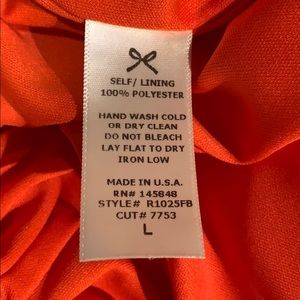 SELF/ LINING
100% POLYESTER
HAND WASH COLD
OR DRY CLEAN
DO NOT BLEACH
LAY FLAT TO DRY
IRON LOW
MADE IN U.S.A.
RN# 145848
STYLE# R1025FB
CUT# 7753
L